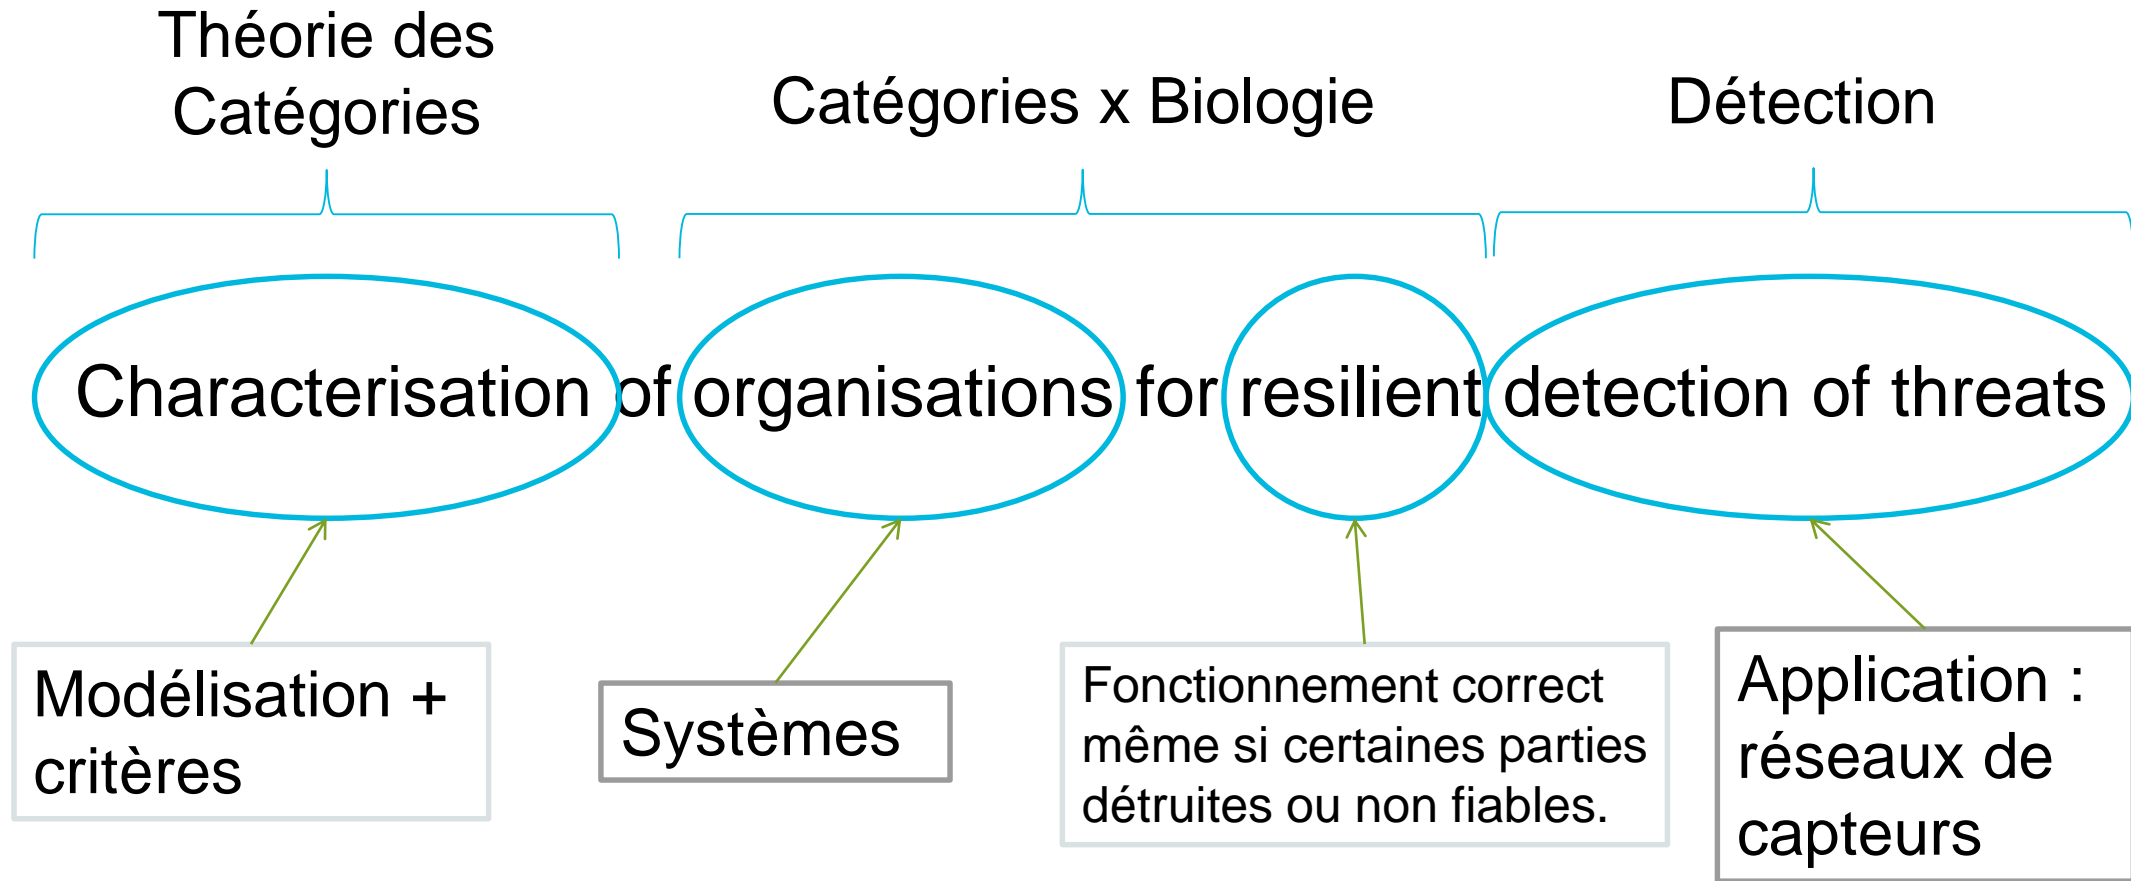 Théorie des
Catégories
Catégories x Biologie
Détection
Characterisation of organisations for resilient detection of threats
Modélisation +
critères
Systèmes
Fonctionnement correct
même si certaines parties
détruites ou non fiables.
Application :
réseaux de
capteurs